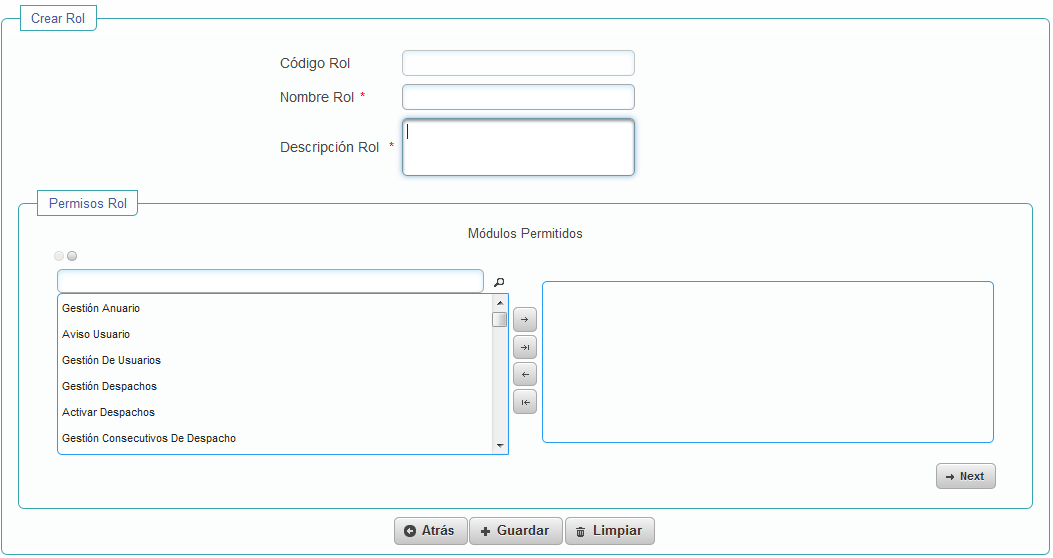 Crear Rol
Código Rol
Nombre Rol *
Descripción Rol *
Permisos Rol
Módulos Permitidos
Gestión Anuario
Aviso Usuario
Gestión De Usuarios
Gestión Despachos
Activar Despachos
Gestión Consecutivos De Despacho
Next
Atrás Guardar Limpiar